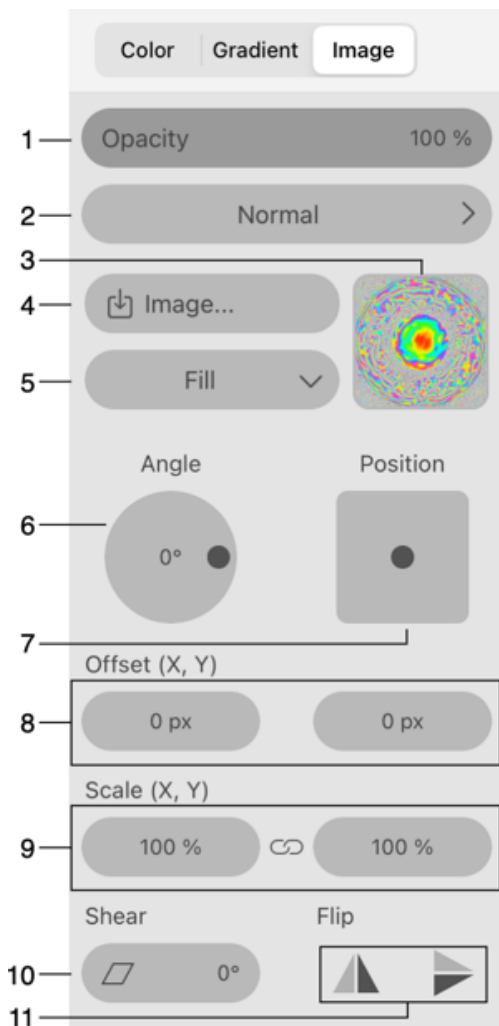 Color Gradient Image
1 Opacity 100 %
2 Normal
3
4 Image...
5 Fill
Angle Position
6 0°
7
Offset (X, Y)
8 0 px 0 px
Scale (X, Y)
9 100 % 100 %
Shear Flip
10 0°
11